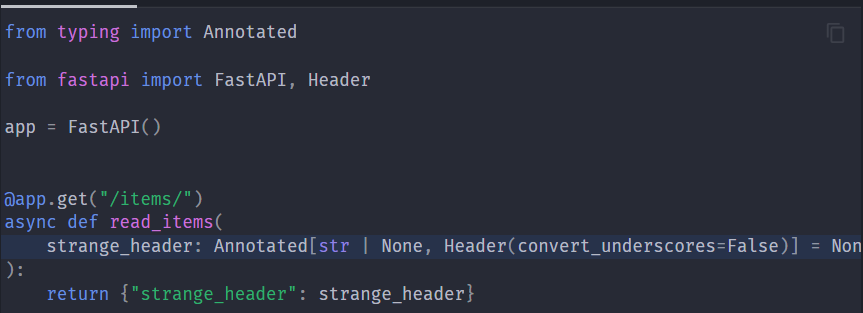 from typing import Annotated
from fastapi import FastAPI, Header
app = FastAPI()
@app.get("/items/")
async def read_items(
strange_header: Annotated[str | None, Header(convert_underscores=False)] = Non
):
return {"strange_header": strange_header}